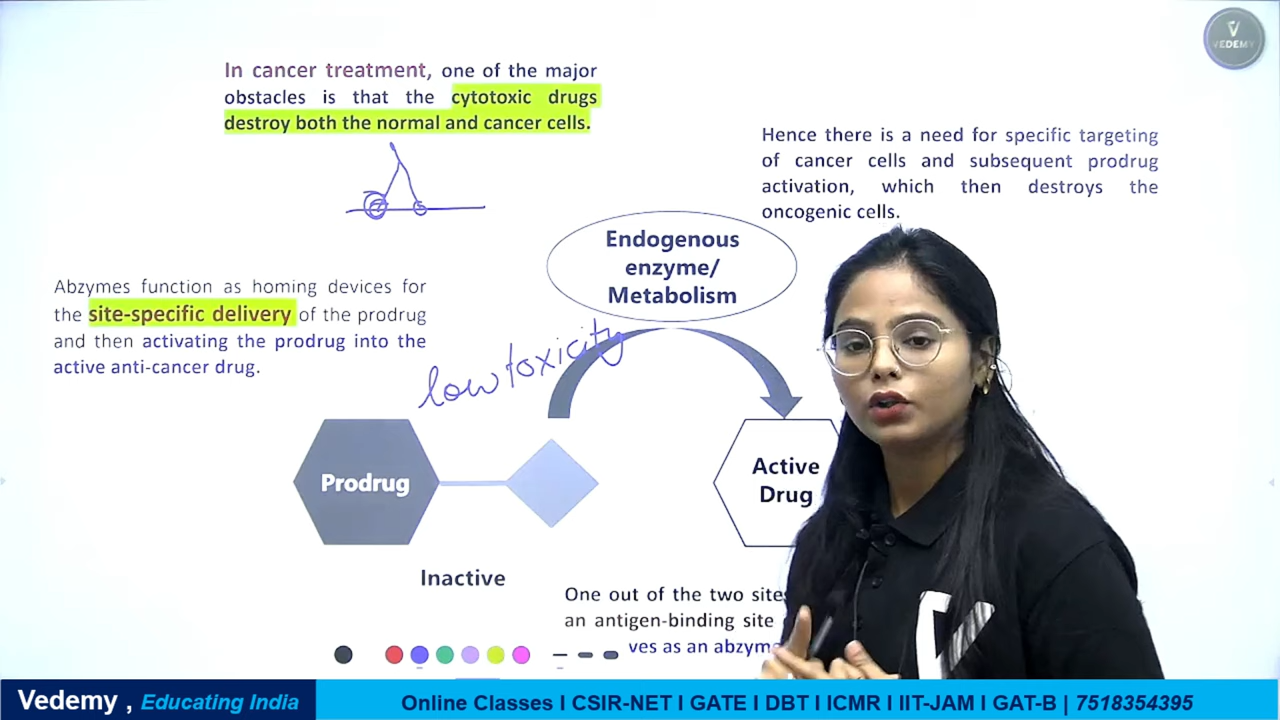 VEDEMY
In cancer treatment, one of the major
obstacles is that the cytotoxic drugs
destroy both the normal and cancer cells.
Hence there is a need for specific targeting
of cancer cells and subsequent prodrug
activation, which then destroys the
oncogenic cells.
Endogenous
enzyme/
Metabolism
Abzymes function as homing devices for
the site-specific delivery of the prodrug
and then activating the prodrug into the
active anti-cancer drug.
low toxicity
Prodrug
Active
Drug
Inactive
One out of the two
an antigen-binding site
ves as an abzyme
Vedemy , Educating India
Online Classes I CSIR-NET I GATE I DBT I ICMR I IIT-JAM I GAT-B | 7518354395